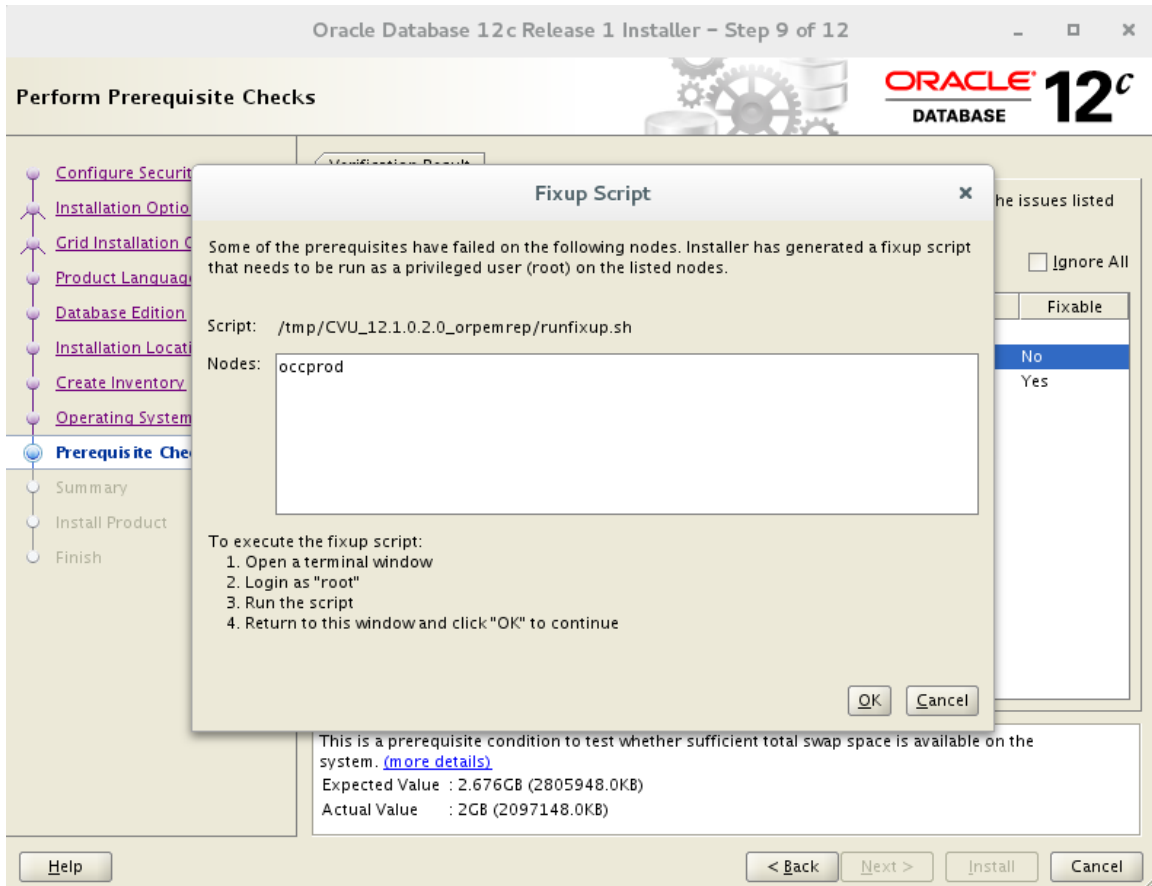 Oracle Database 12c Release 1 Installer – Step 9 of 12
Perform Prerequisite Checks
ORACLE
DATABASE
12c
Configure Securit
Installation Optio
Grid Installation
Product Languag
Database Edition
Installation Locati
Create Inventory
Operating System
Prerequisite Che
Summary
Install Product
Finish
Verification Result
he issues listed
Ignore All
Fixable
No
Yes
Fixup Script
Some of the prerequisites have failed on the following nodes. Installer has generated a fixup script
that needs to be run as a privileged user (root) on the listed nodes.
Script: /tmp/CVU_12.1.0.2.0_orpemrep/runfixup.sh
Nodes: occprod
To execute the fixup script:
1. Open a terminal window
2. Login as "root"
3. Run the script
4. Return to this window and click "OK" to continue
OK Cancel
This is a prerequisite condition to test whether sufficient total swap space is available on the
system. (more details)
Expected Value : 2.676GB (2805948.0KB)
Actual Value : 2GB (2097148.0KB)
Help < Back Next > Install Cancel